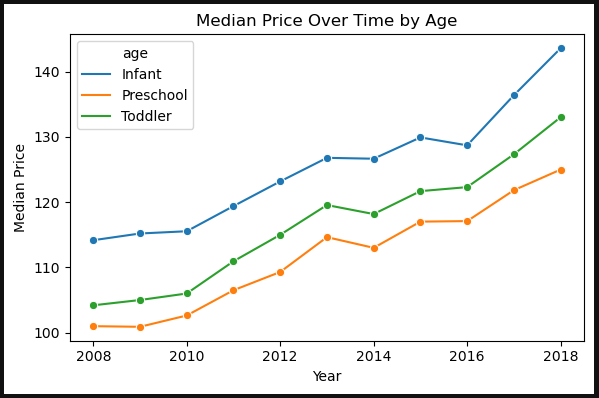 Median Price Over Time by Age
age
Infant
Preschool
Toddler
Median Price
140
130
120
110
100
2008 2010 2012 2014 2016 2018
Year